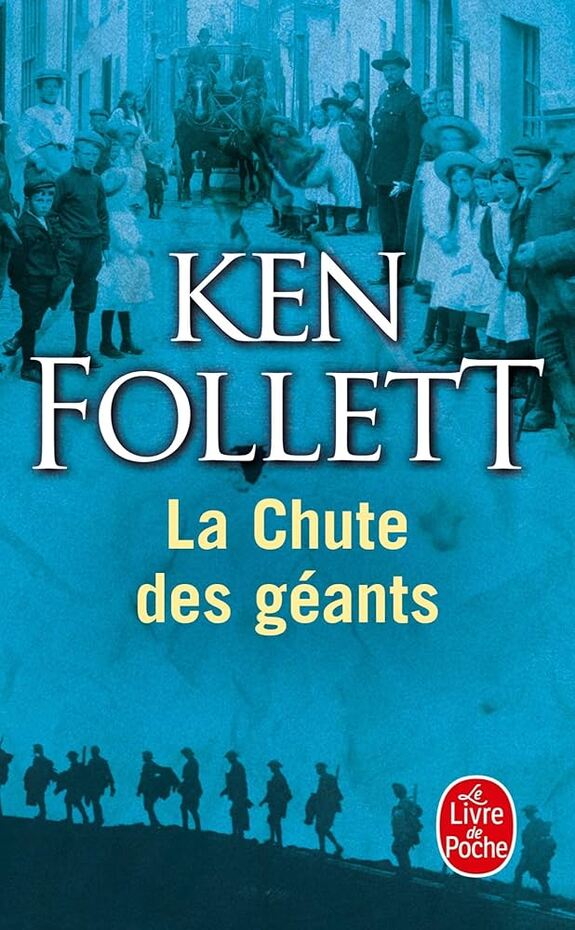 KEN
FOLLETT
La Chute
des géants
Le
Livre
de
Poche